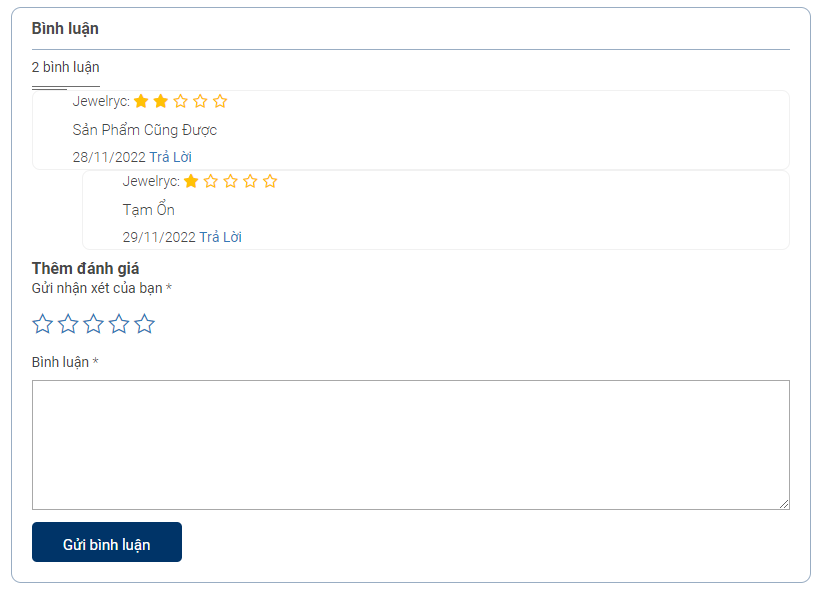 Bình luận
2 bình luận
Jewelryc:
Sản Phẩm Cũng Được
28/11/2022 Trả Lời
Jewelryc:
Tạm Ổn
29/11/2022 Trả Lời
Thêm đánh giá
Gửi nhận xét của bạn *
Bình luận *
Gửi bình luận